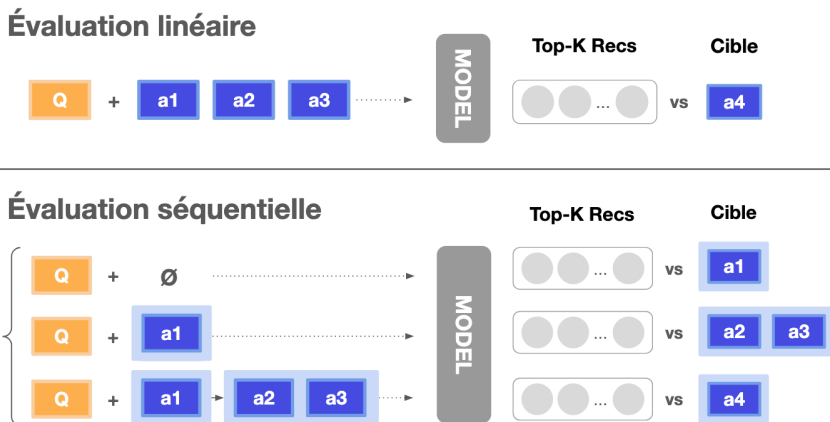 Évaluation linéaire
Top-K Recs Cible
Q + a1 a2 a3 MODEL ... vs a4
Évaluation séquentielle
Top-K Recs Cible
Q + Ø ... vs a1
Q + a1 MODEL ... vs a2 a3
Q + a1 a2 a3 ... vs a4